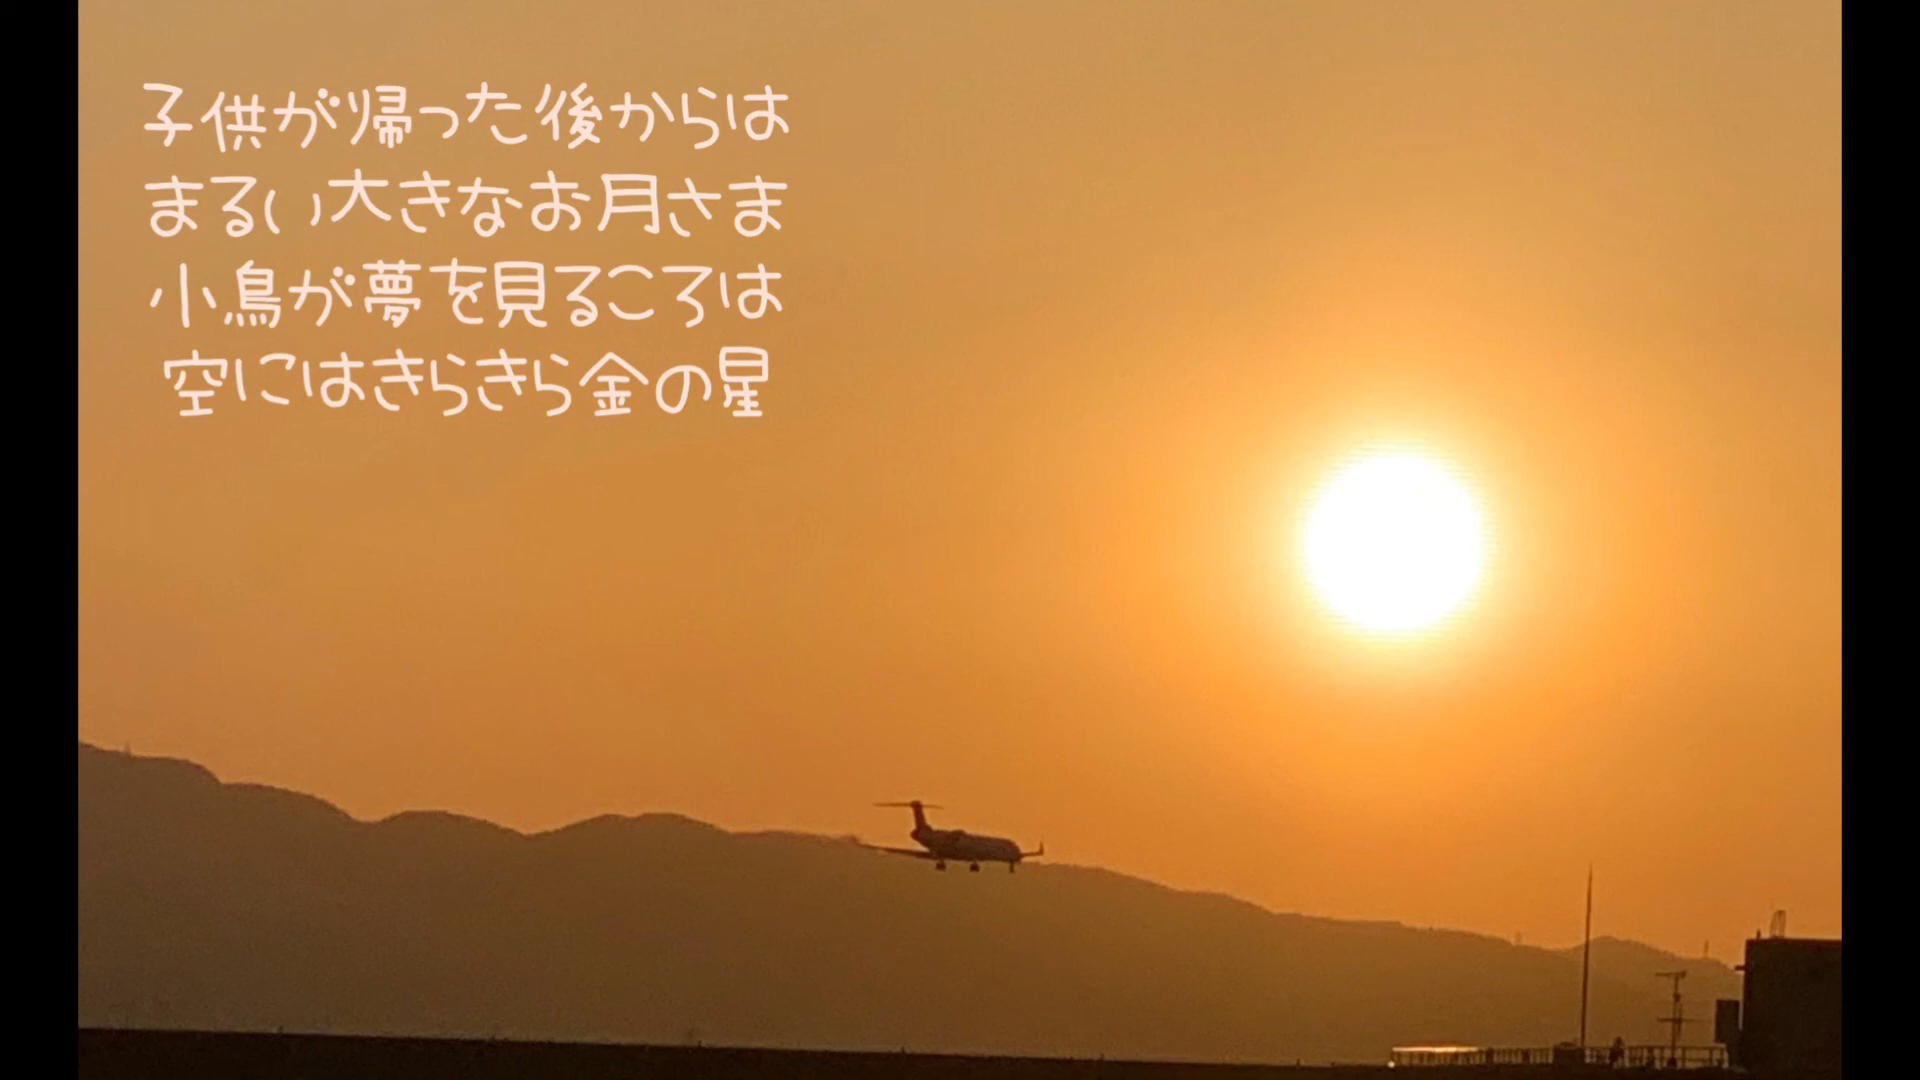 子供が帰った後からは
まるい大きなお月さま
小鳥が夢を見るころは
空にはきらきら金の星